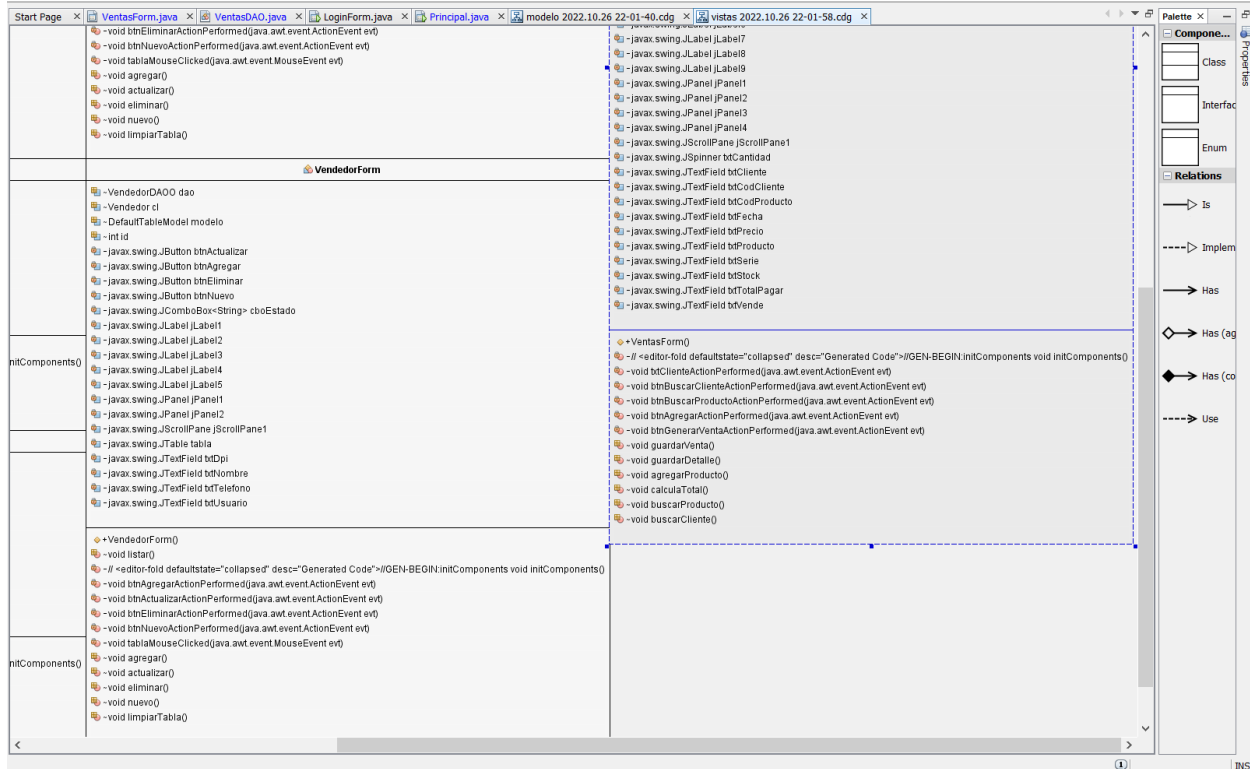 Start Page
VentasForm.java
VentasDAO.java
LoginForm.java
Principal.java
modelo 2022.10.26 22-01-40.cdg
vistas 2022.10.26 22-01-58.cdg
-void btnEliminarActionPerformed(java.awt.event.ActionEvent evt)
-void btnNuevoActionPerformed(java.awt.event.ActionEvent evt)
-void tablaMouseClicked(java.awt.event.MouseEvent evt)
~void agregar()
~void actualizar()
~void eliminar()
~void nuevo()
~void limpiarTabla()
VendedorForm
~VendedorDAOO dao
~Vendedor cl
~DefaultTableModel modelo
~int id
-javax.swing.JButton btnActualizar
-javax.swing.JButton btnAgregar
-javax.swing.JButton btnEliminar
-javax.swing.JButton btnNuevo
-javax.swing.JComboBox<String> cboEstado
-javax.swing.JLabel jLabel1
-javax.swing.JLabel jLabel2
-javax.swing.JLabel jLabel3
-javax.swing.JLabel jLabel4
-javax.swing.JLabel jLabel5
-javax.swing.JPanel jPanel1
-javax.swing.JPanel jPanel2
-javax.swing.JScrollPane jScrollPane1
-javax.swing.JTable tabla
-javax.swing.JTextField txtDpi
-javax.swing.JTextField txtNombre
-javax.swing.JTextField txtTelefono
-javax.swing.JTextField txtUsuario
+VendedorForm()
~void listar()
-// <editor-fold defaultstate="collapsed" desc="Generated Code">//GEN-BEGIN:initComponents void initComponents()
-void btnAgregarActionPerformed(java.awt.event.ActionEvent evt)
-void btnActualizarActionPerformed(java.awt.event.ActionEvent evt)
-void btnEliminarActionPerformed(java.awt.event.ActionEvent evt)
-void btnNuevoActionPerformed(java.awt.event.ActionEvent evt)
-void tablaMouseClicked(java.awt.event.MouseEvent evt)
~void agregar()
~void actualizar()
~void eliminar()
~void nuevo()
~void limpiarTabla()
nitComponents()
nitComponents()
-javax.swing.JLabel jLabel7
-javax.swing.JLabel jLabel8
-javax.swing.JLabel jLabel9
-javax.swing.JPanel jPanel1
-javax.swing.JPanel jPanel2
-javax.swing.JPanel jPanel3
-javax.swing.JPanel jPanel4
-javax.swing.JScrollPane jScrollPane1
-javax.swing.JSpinner txtCantidad
-javax.swing.JTextField txtCliente
-javax.swing.JTextField txtCodCliente
-javax.swing.JTextField txtCodProducto
-javax.swing.JTextField txtFecha
-javax.swing.JTextField txtPrecio
-javax.swing.JTextField txtProducto
-javax.swing.JTextField txtSerie
-javax.swing.JTextField txtStock
-javax.swing.JTextField txtTotalPagar
-javax.swing.JTextField txtVende
+VentasForm()
-// <editor-fold defaultstate="collapsed" desc="Generated Code">//GEN-BEGIN:initComponents void initComponents()
-void txtClienteActionPerformed(java.awt.event.ActionEvent evt)
-void btnBuscarClienteActionPerformed(java.awt.event.ActionEvent evt)
-void btnBuscarProductoActionPerformed(java.awt.event.ActionEvent evt)
-void btnAgregarActionPerformed(java.awt.event.ActionEvent evt)
-void btnGenerarVentaActionPerformed(java.awt.event.ActionEvent evt)
~void guardarVenta()
~void guardarDetalle()
~void agregarProducto()
~void calculaTotal()
~void buscarProducto()
~void buscarCliente()
Palette
Compone...
Class
Interfac
Enum
Relations
Is
Implem
Has
Has (ag
Has (co
Use
Properties
1
INS